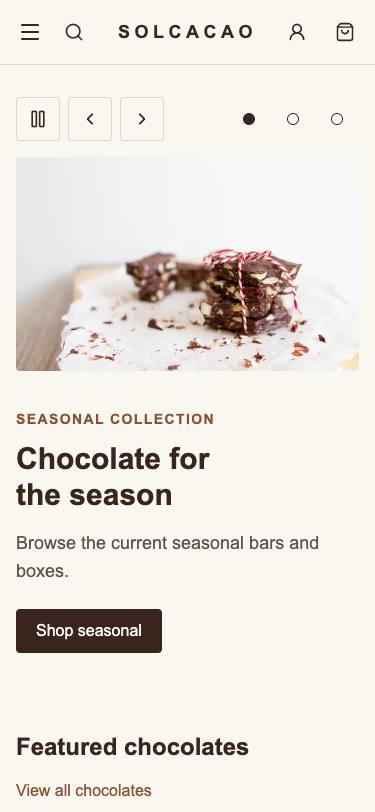 SOLCACAO
SEASONAL COLLECTION
Chocolate for
the season
Browse the current seasonal bars and
boxes.
Shop seasonal
Featured chocolates
View all chocolates